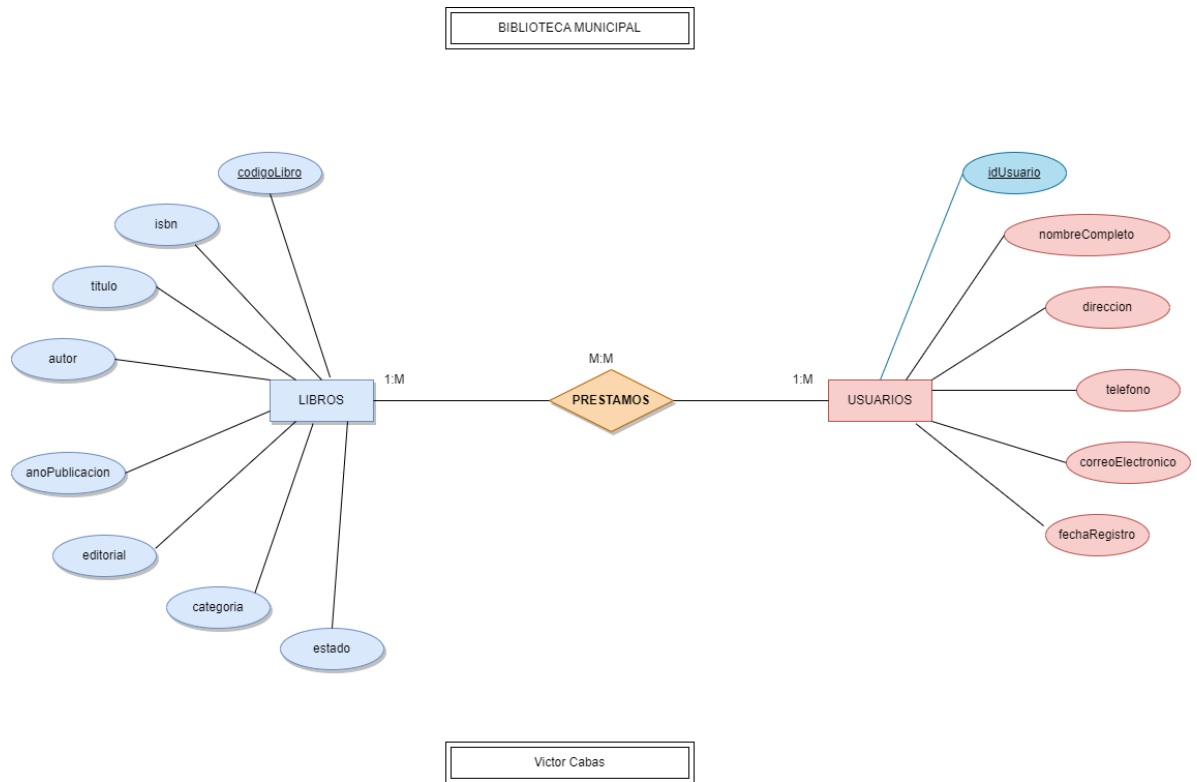 BIBLIOTECA MUNICIPAL
codigoLibro
isbn
titulo
autor
anoPublicacion
editorial
categoria
estado
LIBROS
1:M
M:M
PRESTAMOS
1:M
USUARIOS
idUsuario
nombreCompleto
direccion
telefono
correoElectronico
fechaRegistro
Victor Cabas